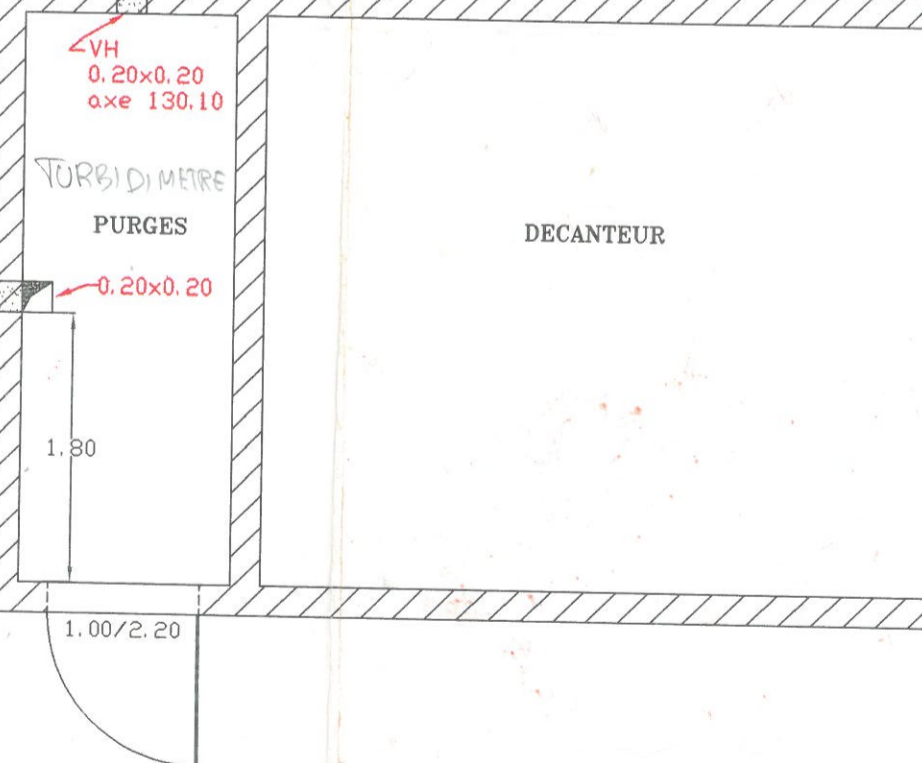 VH
0.20x0.20
axe 130.10
TURBIDIMETRE
PURGES
DECANTEUR
0.20x0.20
1.80
1.00/2.20